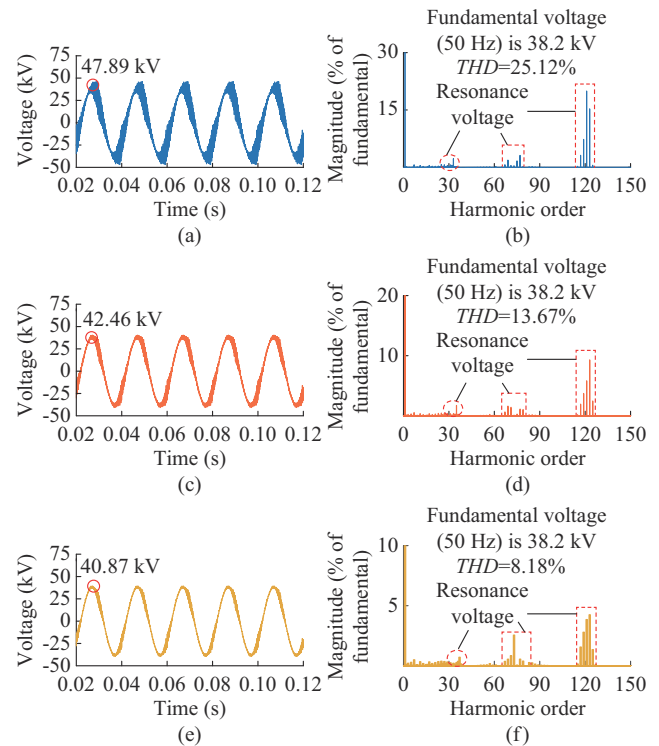 47.89 kV
Voltage (kV)
75
50
25
0
-25
-50
0.02 0.04 0.06 0.08 0.10 0.12
Time (s)
(a)
Fundamental voltage
(50 Hz) is 38.2 kV
THD=25.12%
Resonance
voltage
Magnitude (% of
fundamental)
30
15
0 30 60 90 120 150
Harmonic order
(b)
42.46 kV
Voltage (kV)
75
50
25
0
-25
-50
0.02 0.04 0.06 0.08 0.10 0.12
Time (s)
(c)
Fundamental voltage
(50 Hz) is 38.2 kV
THD=13.67%
Resonance
voltage
Magnitude (% of
fundamental)
20
10
0 30 60 90 120 150
Harmonic order
(d)
40.87 kV
Voltage (kV)
75
50
25
0
-25
-50
0.02 0.04 0.06 0.08 0.10 0.12
Time (s)
(e)
Fundamental voltage
(50 Hz) is 38.2 kV
THD=8.18%
Resonance
voltage
Magnitude (% of
fundamental)
10
5
0 30 60 90 120 150
Harmonic order
(f)